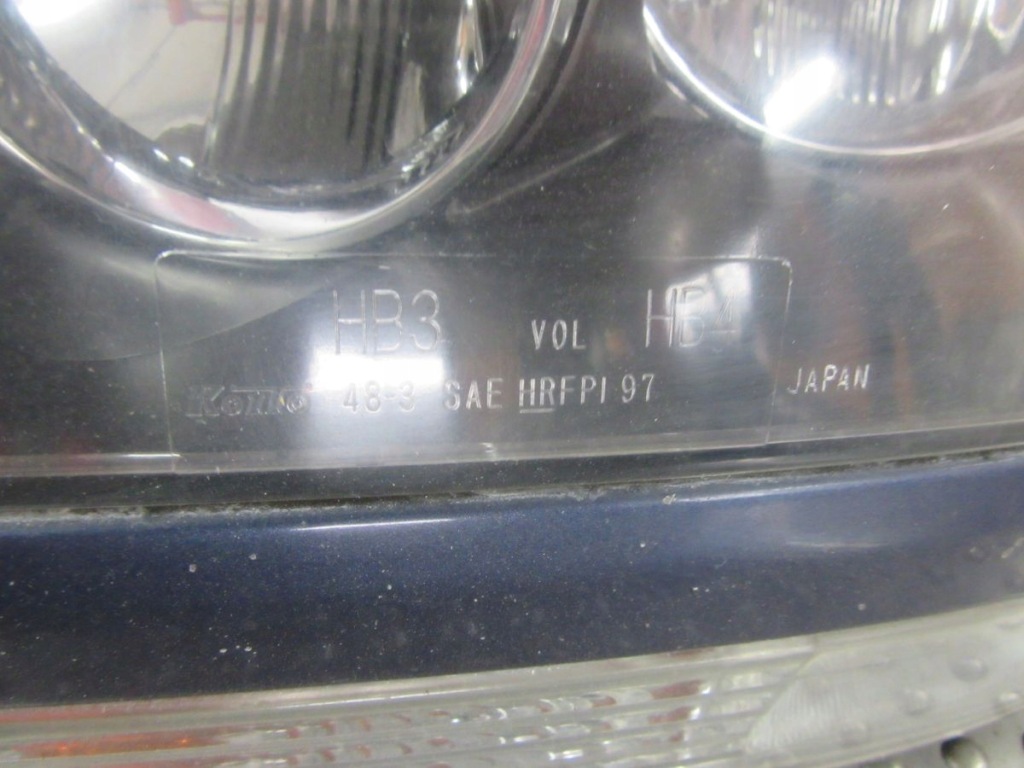 HB3 VOL HB4
KOITO 48-3 SAE HRFPI 97
JAPAN